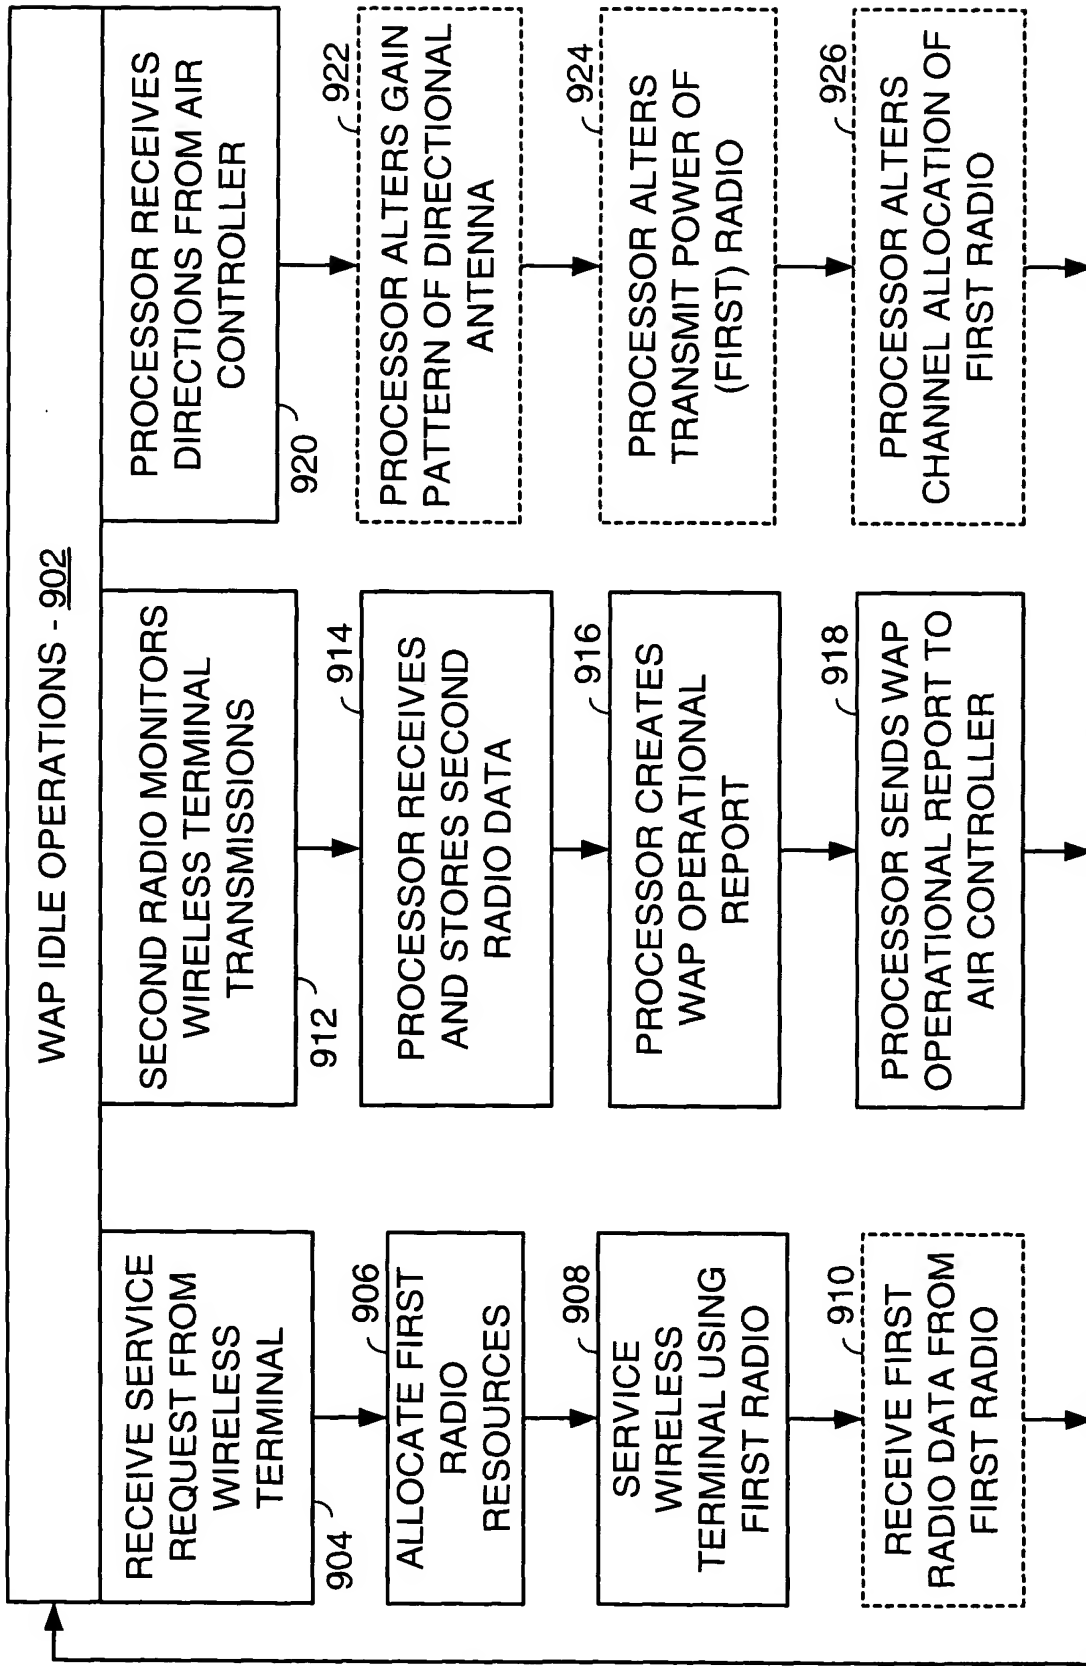 WAP IDLE OPERATIONS - 902
RECEIVE SERVICE
REQUEST FROM
WIRELESS
TERMINAL
904
906
ALLOCATE FIRST
RADIO
RESOURCES
908
SERVICE
WIRELESS
TERMINAL USING
FIRST RADIO
910
RECEIVE FIRST
RADIO DATA FROM
FIRST RADIO
SECOND RADIO MONITORS
WIRELESS TERMINAL
TRANSMISSIONS
912
914
PROCESSOR RECEIVES
AND STORES SECOND
RADIO DATA
916
PROCESSOR CREATES
WAP OPERATIONAL
REPORT
918
PROCESSOR SENDS WAP
OPERATIONAL REPORT TO
AIR CONTROLLER
PROCESSOR RECEIVES
DIRECTIONS FROM AIR
CONTROLLER
920
922
PROCESSOR ALTERS GAIN
PATTERN OF DIRECTIONAL
ANTENNA
924
PROCESSOR ALTERS
TRANSMIT POWER OF
(FIRST) RADIO
926
PROCESSOR ALTERS
CHANNEL ALLOCATION OF
FIRST RADIO